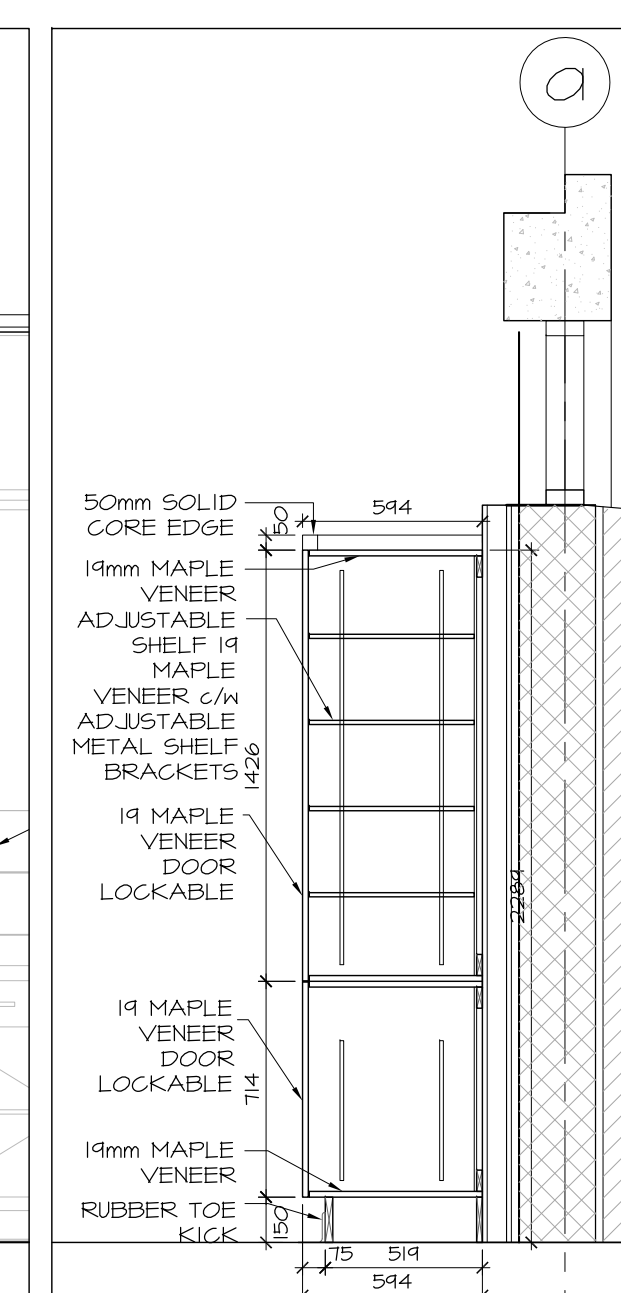 a
50mm SOLID
CORE EDGE
50
594
19mm MAPLE
VENEER
ADJUSTABLE
SHELF 19
MAPLE
VENEER c/w
ADJUSTABLE
METAL SHELF
BRACKETS
1426
19 MAPLE
VENEER
DOOR
LOCKABLE
2289
19 MAPLE
VENEER
DOOR
LOCKABLE
714
19mm MAPLE
VENEER
RUBBER TOE
KICK
150
75 519
594